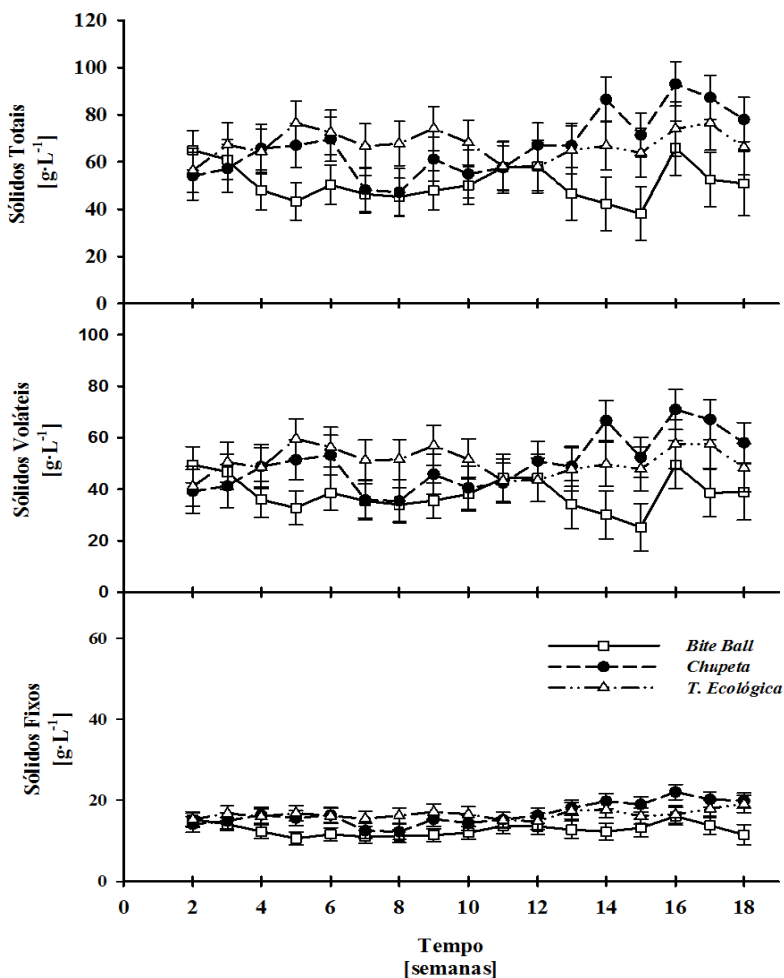 120
100
80
60
40
20
0
Sólidos Totais
[g·L⁻¹]
100
80
60
40
20
0
Sólidos Voláteis
[g·L⁻¹]
60
40
20
0
Sólidos Fixos
[g·L⁻¹]
Bite Ball
Chupeta
T. Ecológica
0 2 4 6 8 10 12 14 16 18
Tempo
[semanas]